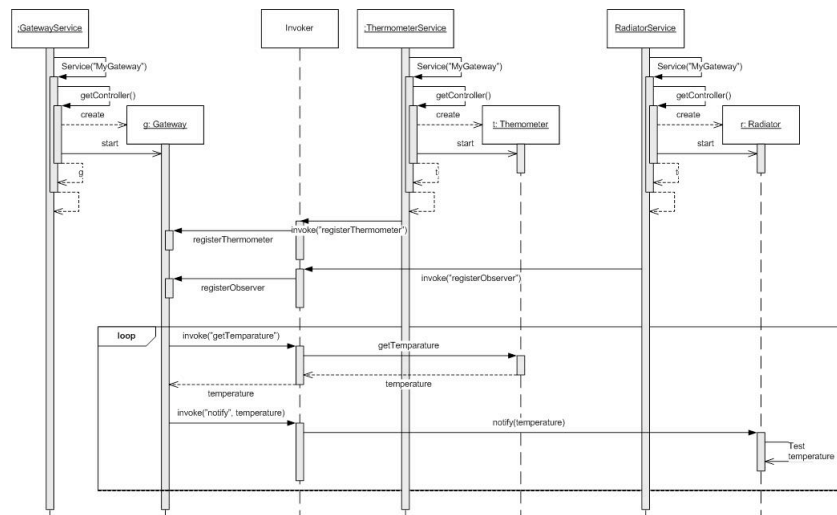 :GatewayService
Invoker
:ThermometerService
RadiatorService
Service("MyGateway")
Service("MyGateway")
Service("MyGateway")
getController()
getController()
getController()
create
g: Gateway
create
t: Themometer
create
r: Radiator
start
start
start
g
t
t
invoke("registerThermometer")
registerThermometer
invoke("registerObserver")
registerObserver
loop
invoke("getTemparature")
getTemparature
temperature
temperature
invoke("notify", temperature)
notify(temperature)
Test
temperature